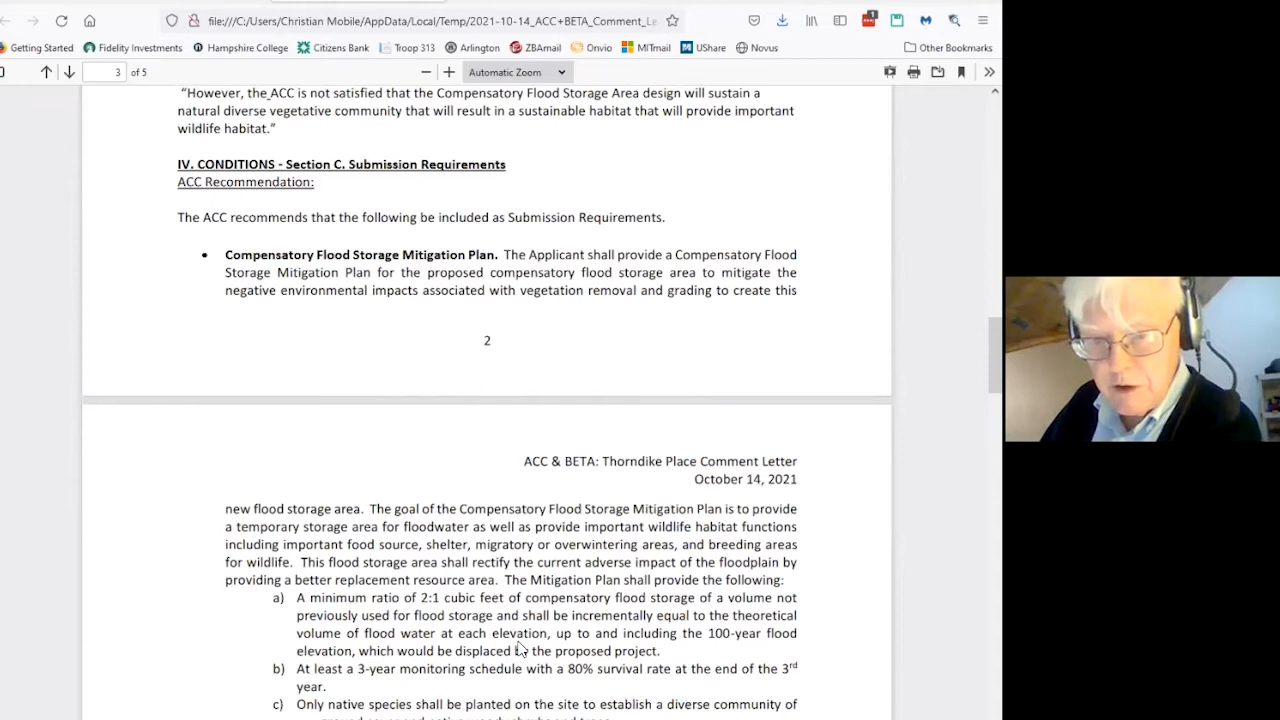 file:///C:/Users/Christian Mobile/AppData/Local/Temp/2021-10-14_ACC+BETA_Comment_Le
1
Getting Started Fidelity Investments Hampshire College Citizens Bank Troop 313 Arlington ZBAmail Onvio MITmail UShare Novus Other Bookmarks
3 of 5 Automatic Zoom
“However, the ACC is not satisfied that the Compensatory Flood Storage Area design will sustain a
natural diverse vegetative community that will result in a sustainable habitat that will provide important
wildlife habitat.”
IV. CONDITIONS - Section C. Submission Requirements
ACC Recommendation:
The ACC recommends that the following be included as Submission Requirements.
• Compensatory Flood Storage Mitigation Plan. The Applicant shall provide a Compensatory Flood
Storage Mitigation Plan for the proposed compensatory flood storage area to mitigate the
negative environmental impacts associated with vegetation removal and grading to create this
2
ACC & BETA: Thorndike Place Comment Letter
October 14, 2021
new flood storage area. The goal of the Compensatory Flood Storage Mitigation Plan is to provide
a temporary storage area for floodwater as well as provide important wildlife habitat functions
including important food source, shelter, migratory or overwintering areas, and breeding areas
for wildlife. This flood storage area shall rectify the current adverse impact of the floodplain by
providing a better replacement resource area. The Mitigation Plan shall provide the following:
a) A minimum ratio of 2:1 cubic feet of compensatory flood storage of a volume not
previously used for flood storage and shall be incrementally equal to the theoretical
volume of flood water at each elevation, up to and including the 100-year flood
elevation, which would be displaced by the proposed project.
b) At least a 3-year monitoring schedule with a 80% survival rate at the end of the 3rd
year.
c) Only native species shall be planted on the site to establish a diverse community of